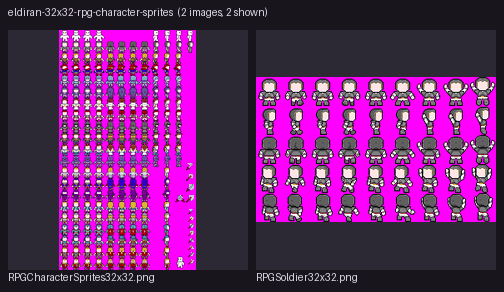 eldiran-32x32-rpg-character-sprites (2 images, 2 shown)
RPGCharacterSprites32x32.png
RPGSoldier32x32.png